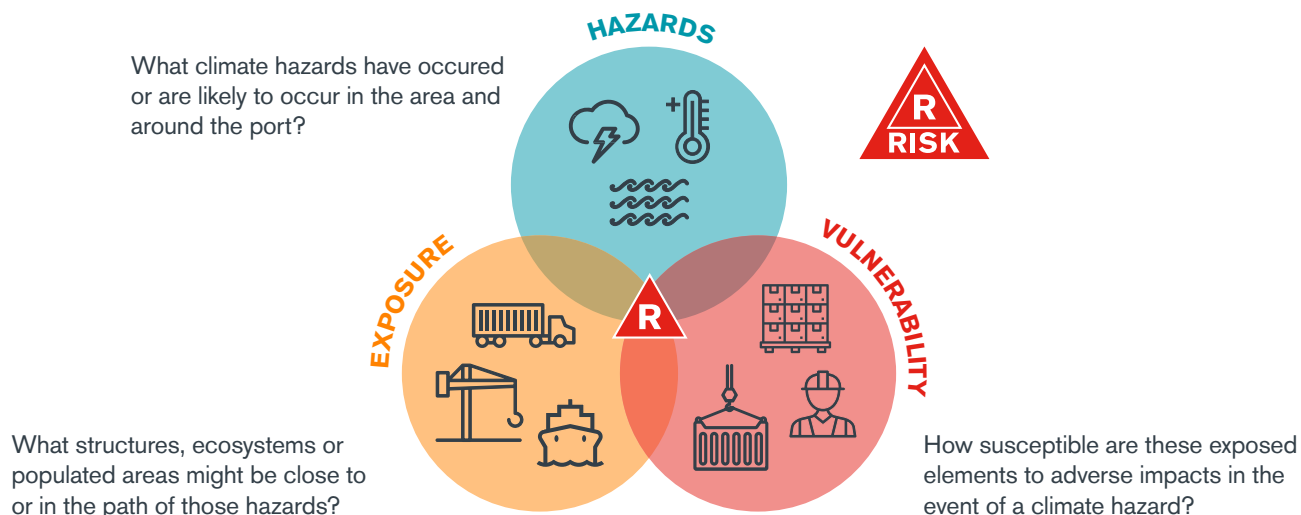 HAZARDS
What climate hazards have occured
or are likely to occur in the area and
around the port?
R
RISK
EXPOSURE
VULNERABILITY
R
What structures, ecosystems or
populated areas might be close to
or in the path of those hazards?
How susceptible are these exposed
elements to adverse impacts in the
event of a climate hazard?